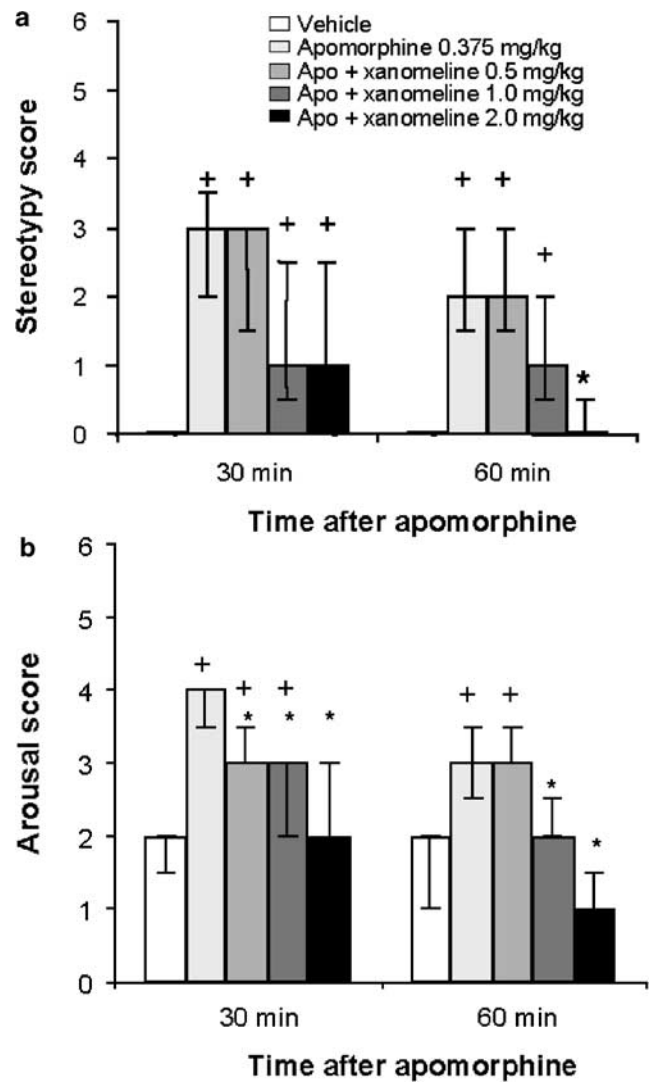 a
Vehicle
Apomorphine 0.375 mg/kg
Apo + xanomeline 0.5 mg/kg
Apo + xanomeline 1.0 mg/kg
Apo + xanomeline 2.0 mg/kg
Stereotypy score
6
5
4
3
2
1
0
+ + + +
+ + + *
30 min 60 min
Time after apomorphine
b
Arousal score
6
5
4
3
2
1
0
+ + + + +
* * * * *
30 min 60 min
Time after apomorphine